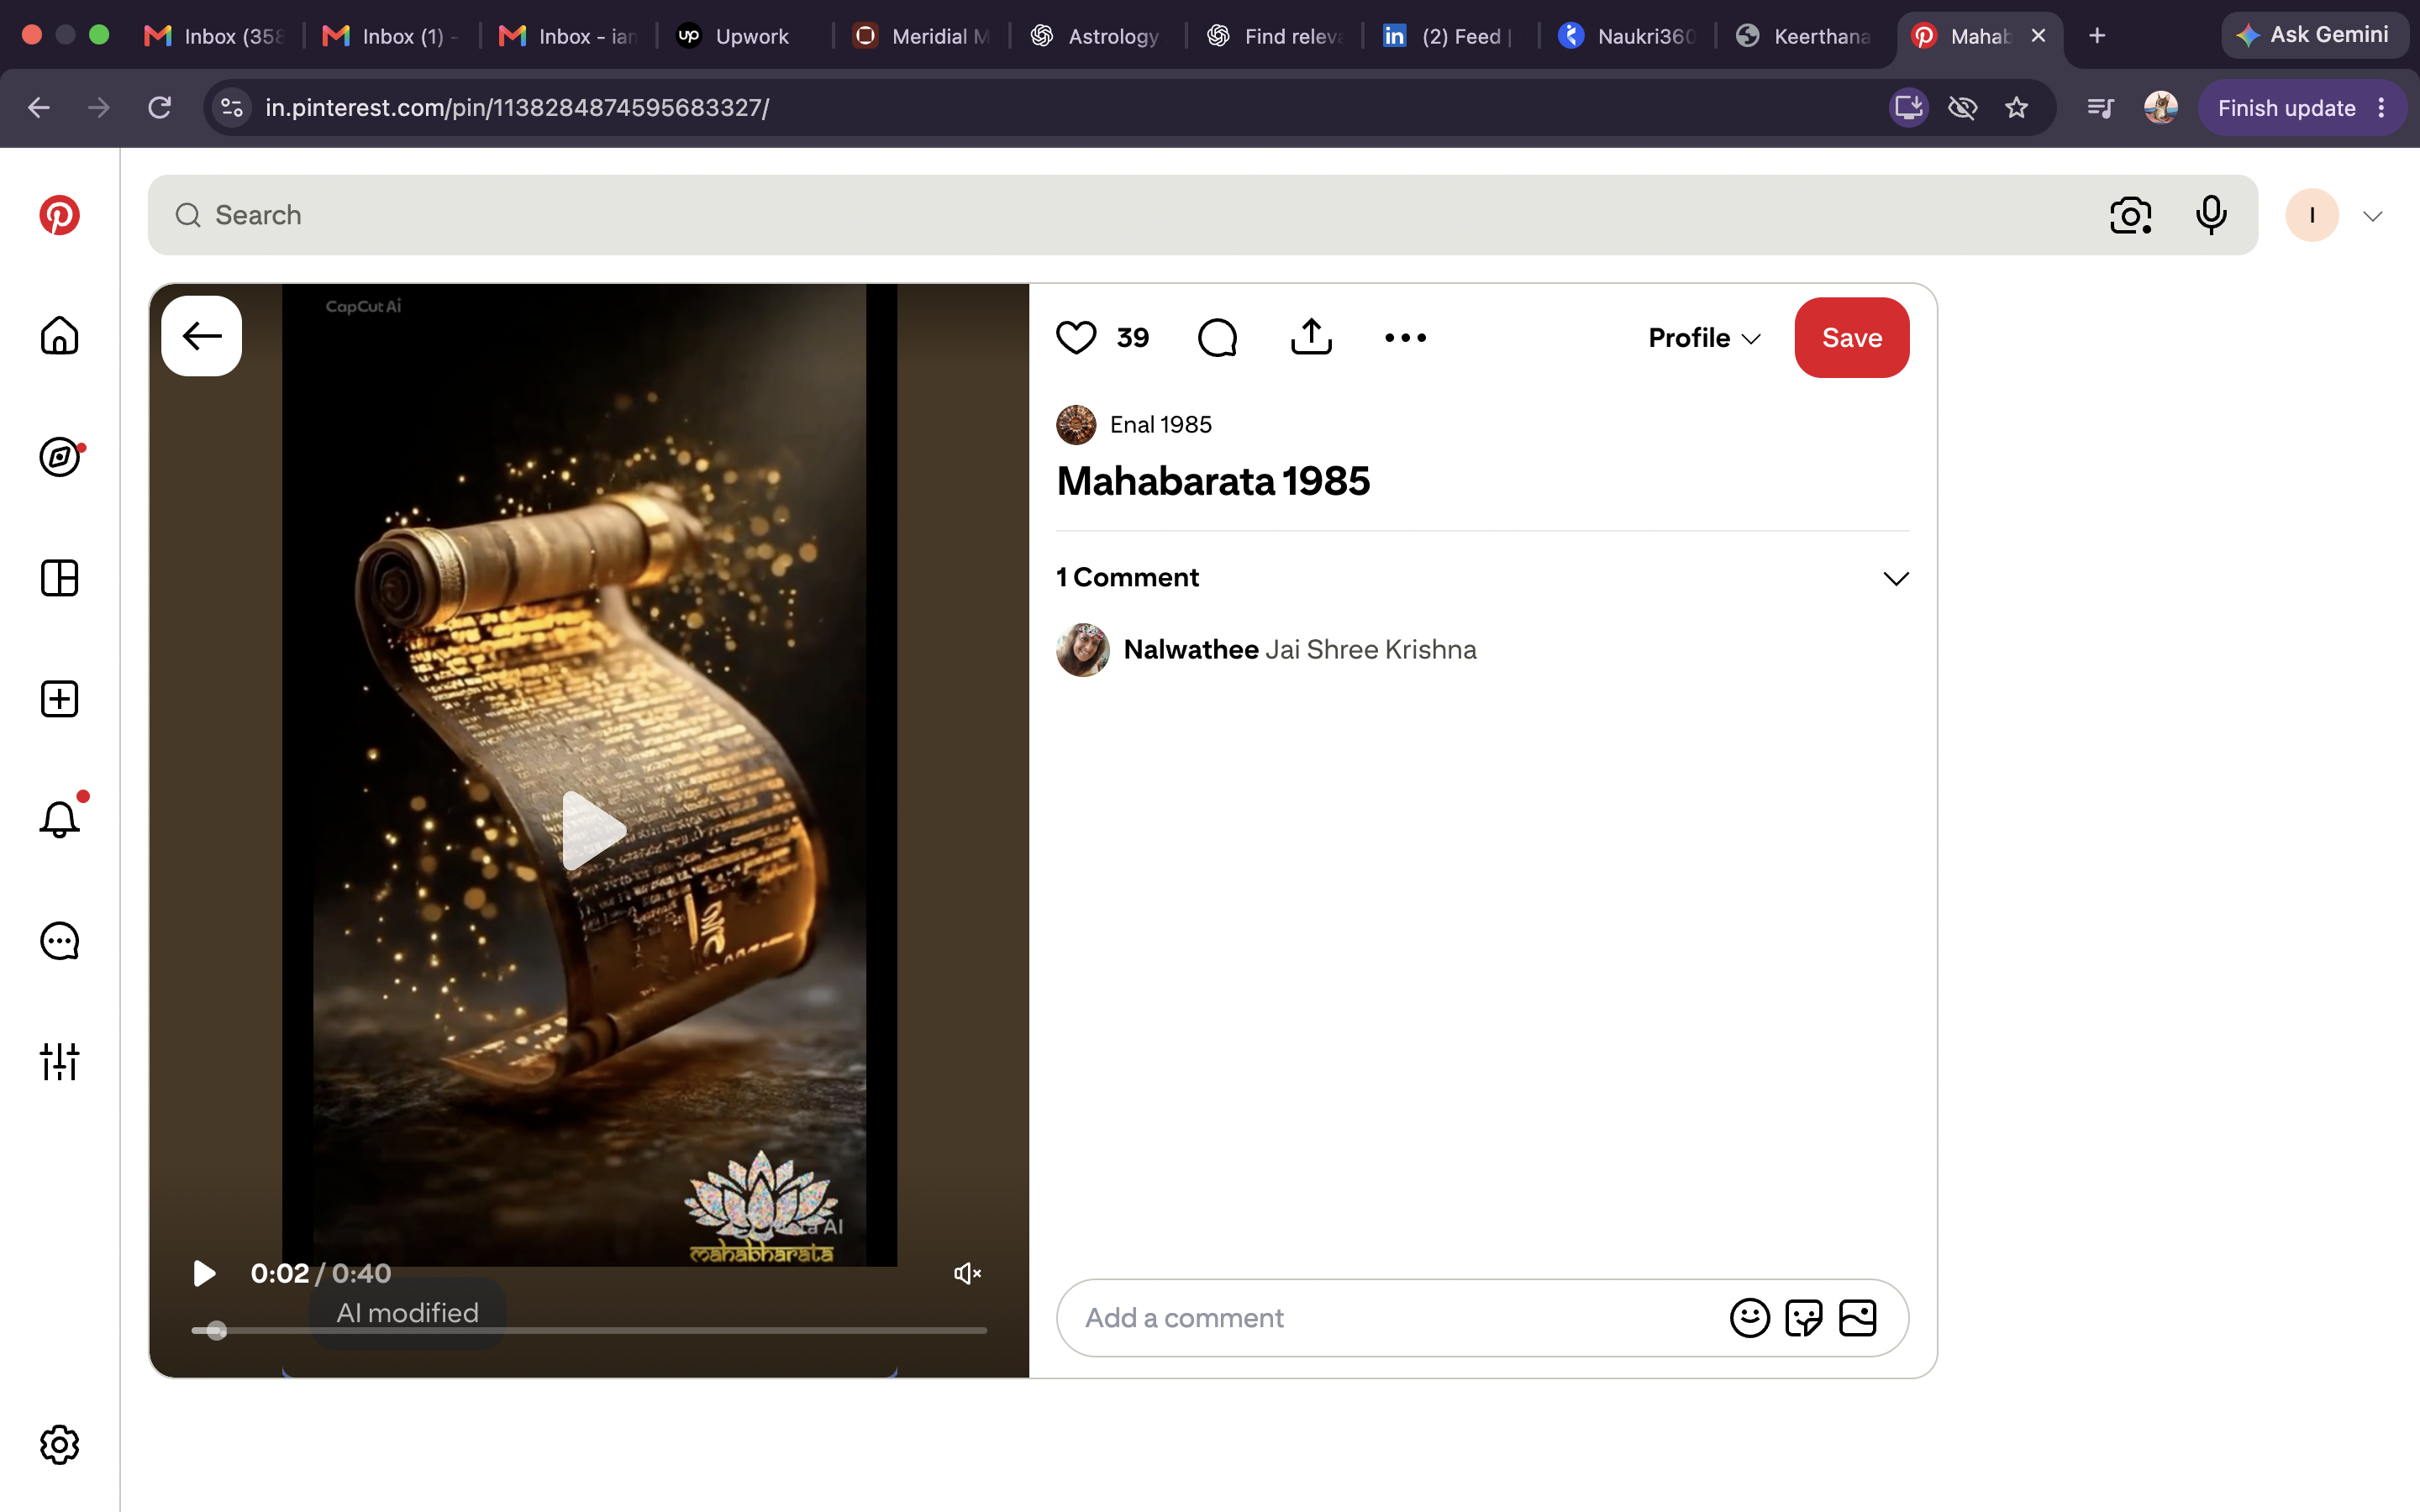 Inbox (358
Inbox (1) -
Inbox - ian
up
Upwork
Meridial M
Astrology
Find releva
in
(2) Feed |
Naukri360
Keerthana
Mahab
Ask Gemini
in.pinterest.com/pin/1138284874595683327/
Finish update
Search
I
CapCut Ai
39
Profile
Save
Enal 1985
Mahabarata 1985
1 Comment
Nalwathee Jai Shree Krishna
AI
mahabharata
0:02 / 0:40
AI modified
Add a comment